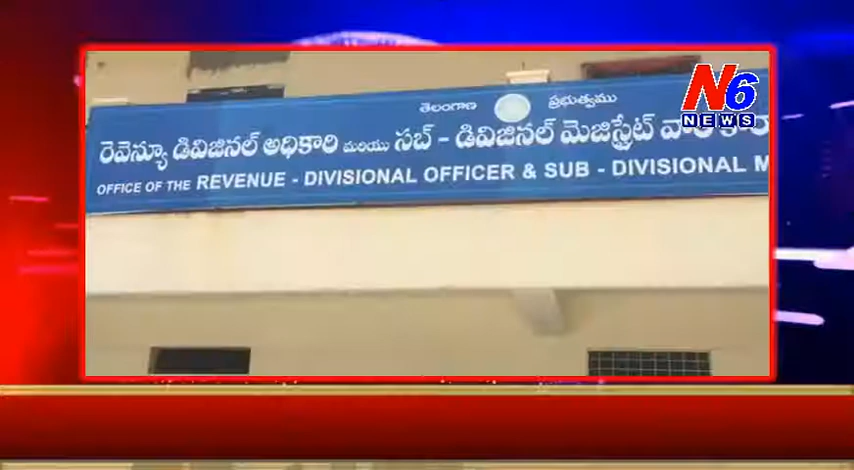 N6
NEWS
తెలంగాణ ప్రభుత్వము
రెవెన్యూ డివిజినల్ అధికారి మరియు సబ్ - డివిజినల్ మెజిస్ట్రేట్
OFFICE OF THE REVENUE - DIVISIONAL OFFICER & SUB - DIVISIONAL M